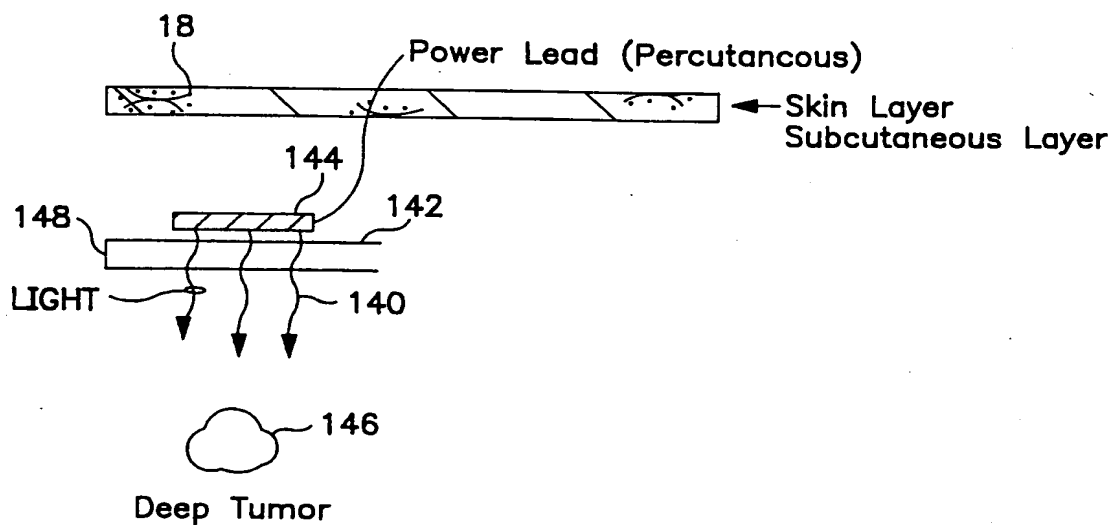 18
Power Lead (Percutancous)
Skin Layer
Subcutaneous Layer
144
142
148
LIGHT
140
146
Deep Tumor